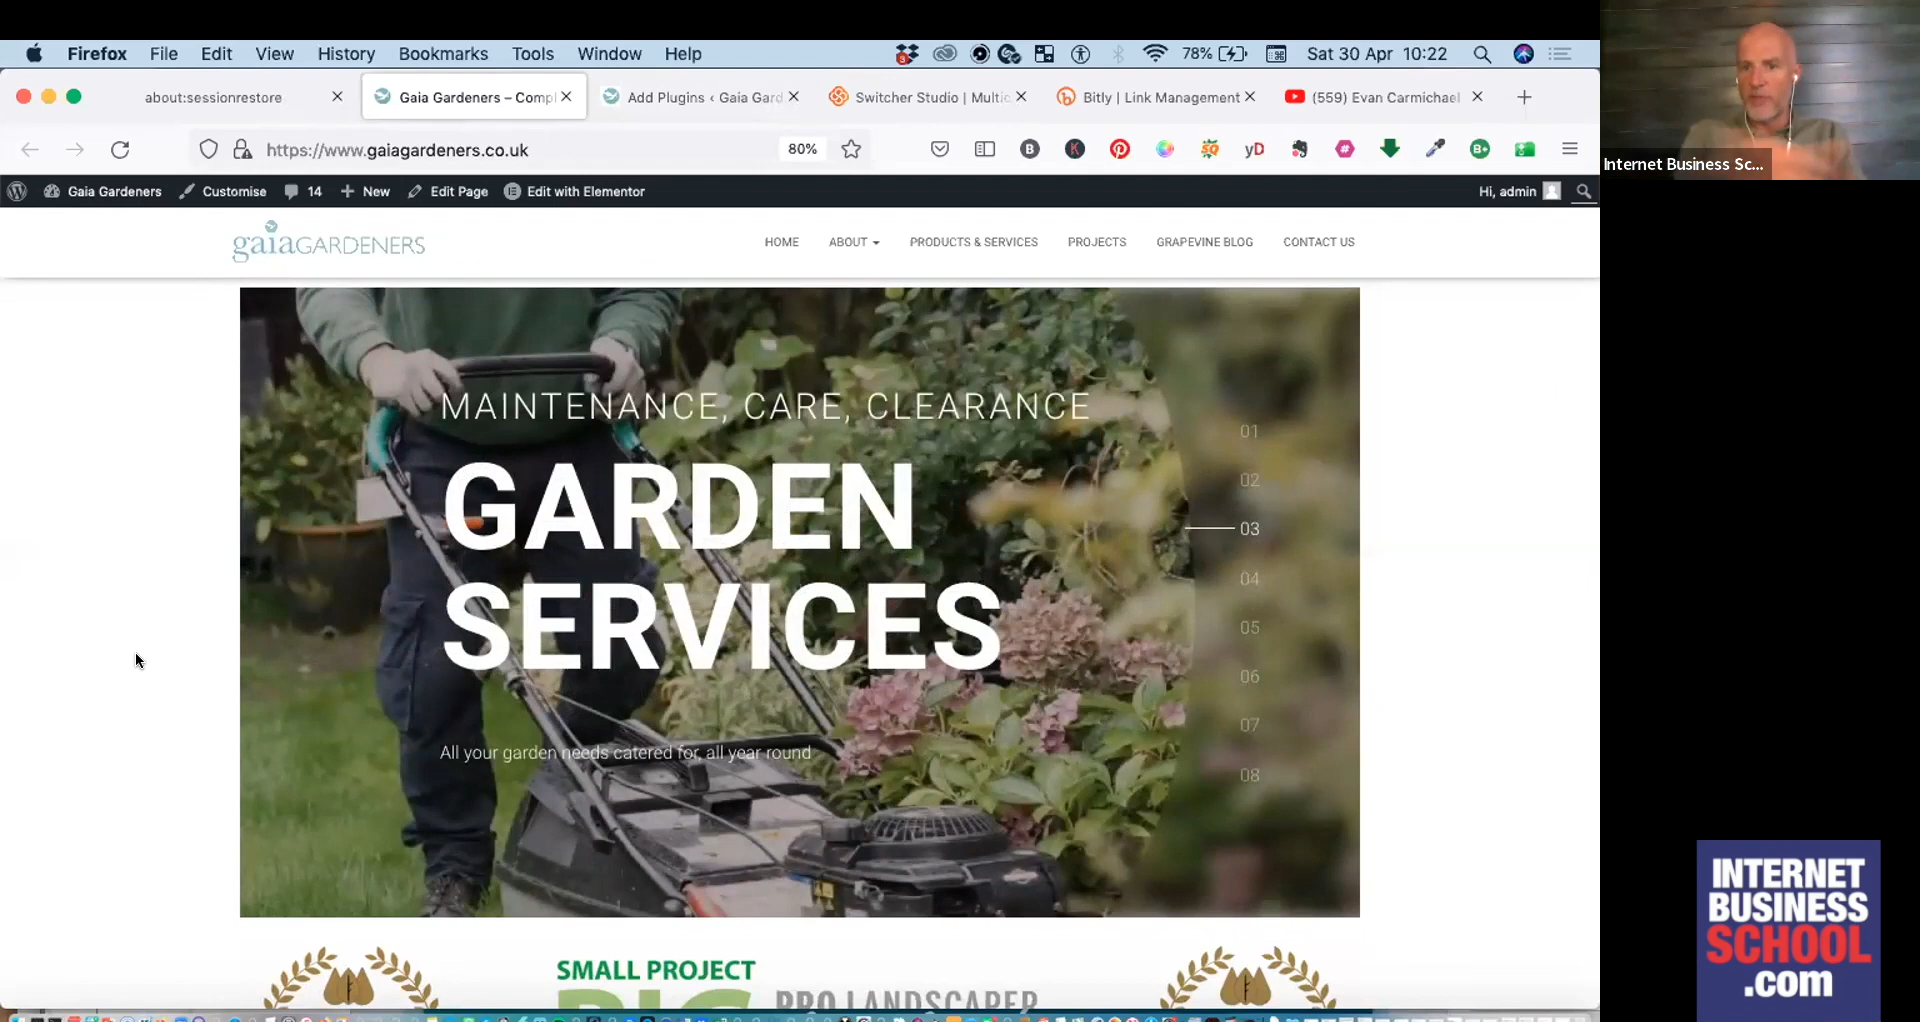 Firefox File Edit View History Bookmarks Tools Window Help 3 78% Sat 30 Apr 10:22
about:sessionrestore Gaia Gardeners – Compl Add Plugins ‹ Gaia Gard Switcher Studio | Multic Bitly | Link Management (559) Evan Carmichael
https://www.gaiagardeners.co.uk 80%
Gaia Gardeners Customise 14 New Edit Page Edit with Elementor Hi, admin
gaiaGARDENERS HOME ABOUT PRODUCTS & SERVICES PROJECTS GRAPEVINE BLOG CONTACT US
MAINTENANCE, CARE, CLEARANCE
GARDEN
SERVICES
All your garden needs catered for, all year round
01
02
03
04
05
06
07
08
SMALL PROJECT
BIG PRO LANDSCAPER
Internet Business Sc...
INTERNET
BUSINESS
SCHOOL
.com